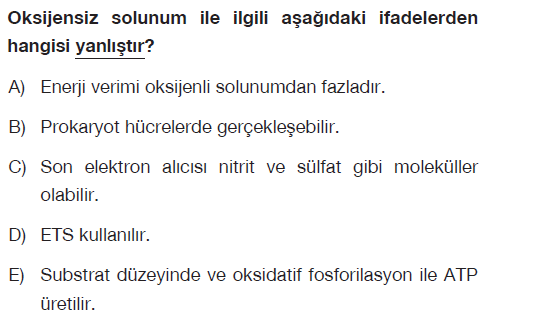 Oksijensiz solunum ile ilgili aşağıdaki ifadelerden
hangisi yanlıştır?
A) Enerji verimi oksijenli solunumdan fazladır.
B) Prokaryot hücrelerde gerçekleşebilir.
C) Son elektron alıcısı nitrit ve sülfat gibi moleküller
olabilir.
D) ETS kullanılır.
E) Substrat düzeyinde ve oksidatif fosforilasyon ile ATP
üretilir.